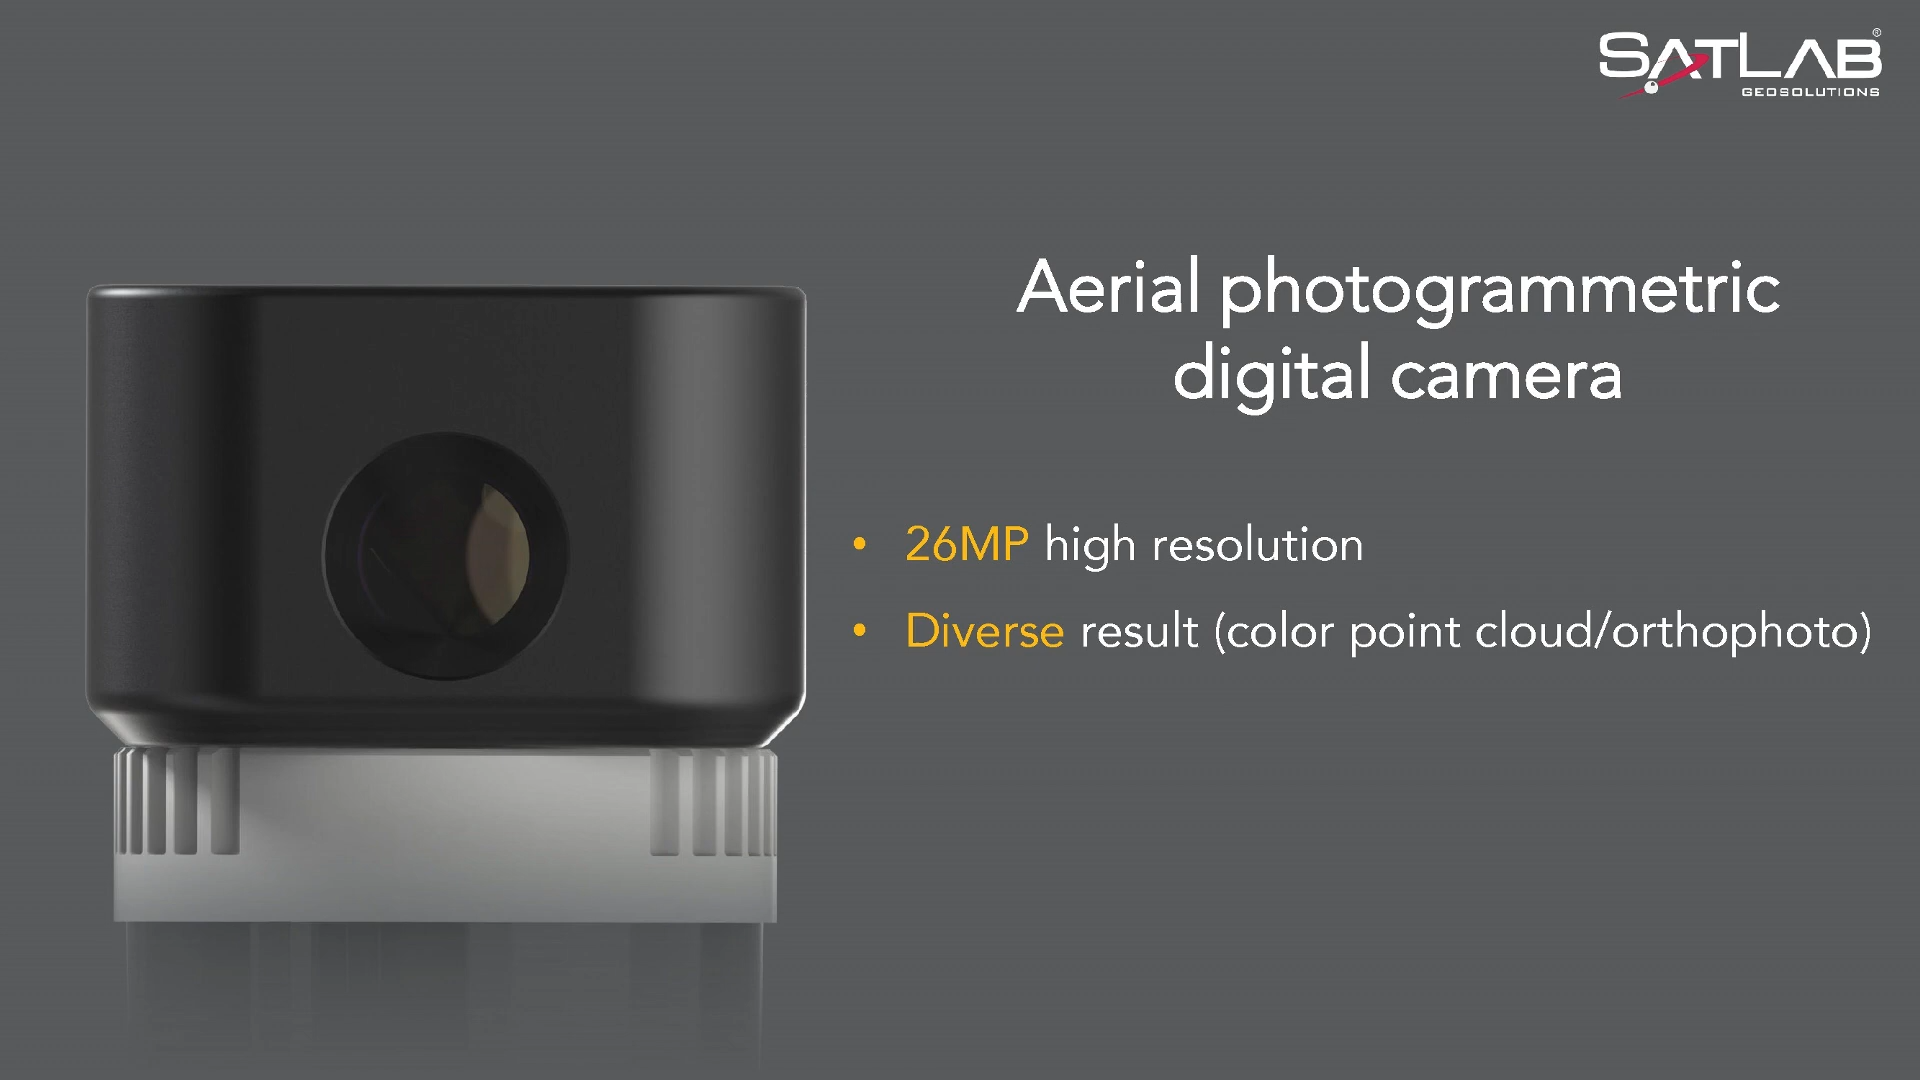 SATLAB®
GEOSOLUTIONS
Aerial photogrammetric
digital camera
• 26MP high resolution
• Diverse result (color point cloud/orthophoto)